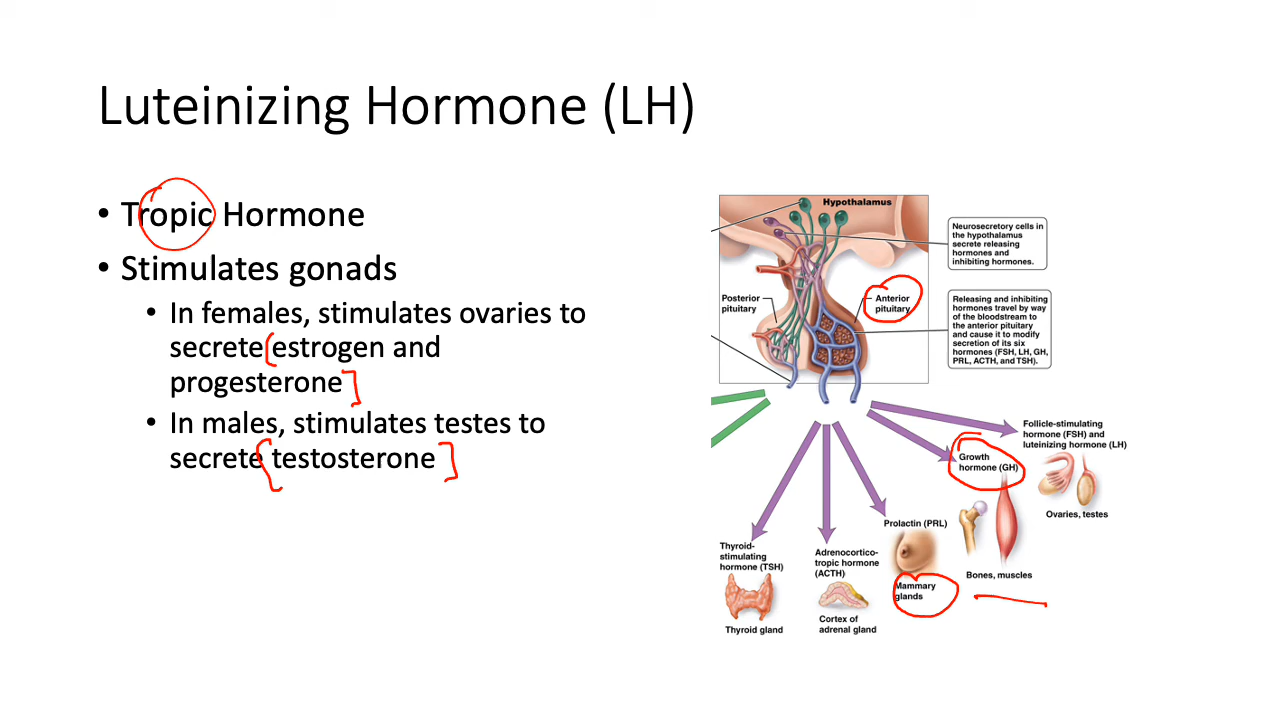 Luteinizing Hormone (LH)
• Tropic Hormone
• Stimulates gonads
• In females, stimulates ovaries to
secrete estrogen and
progesterone
• In males, stimulates testes to
secrete testosterone
Hypothalamus
Neurosecretory cells in
the hypothalamus
secrete releasing
hormones and
inhibiting hormones.
Posterior
pituitary
Anterior
pituitary
Releasing and inhibiting
hormones travel by way
of the bloodstream to
the anterior pituitary
and cause it to modify
secretion of its six
hormones (FSH, LH, GH,
PRL, ACTH, and TSH).
Follicle-stimulating
hormone (FSH) and
luteinizing hormone (LH)
Ovaries, testes
Growth
hormone (GH)
Bones, muscles
Prolactin (PRL)
Mammary
glands
Adrenocortico-
tropic hormone
(ACTH)
Cortex of
adrenal gland
Thyroid-
stimulating
hormone (TSH)
Thyroid gland